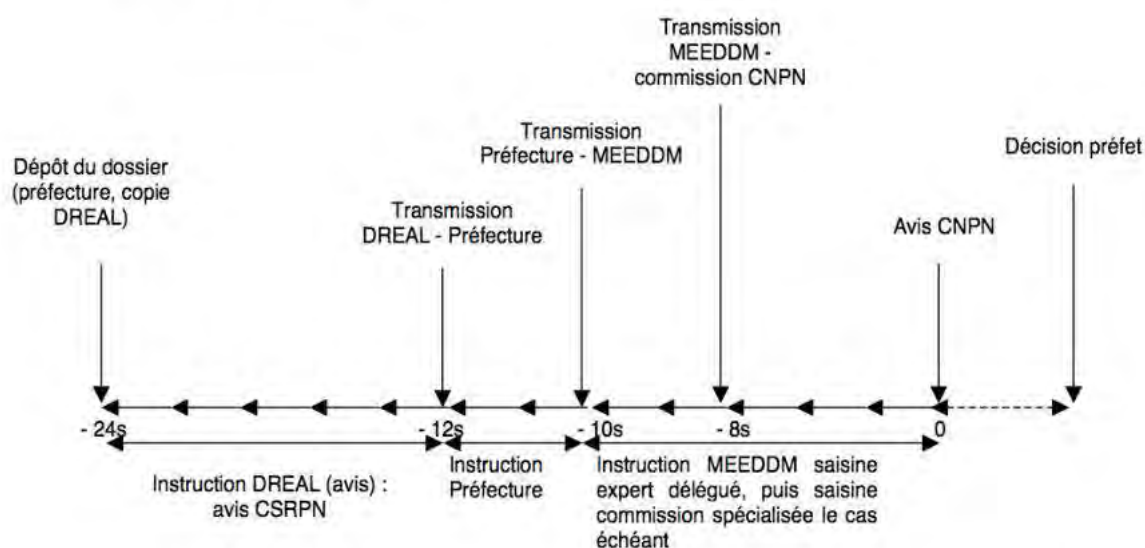 Transmission
MEEDDM -
commission CNPN
Transmission
Préfecture - MEEDDM
Décision préfet
Dépôt du dossier
(préfecture, copie
DREAL)
Transmission
DREAL - Préfecture
Avis CNPN
- 24s
- 12s
- 10s
- 8s
0
Instruction DREAL (avis) :
avis CSRPN
Instruction
Préfecture
Instruction MEEDDM saisine
expert délégué, puis saisine
commission spécialisée le cas
échéant